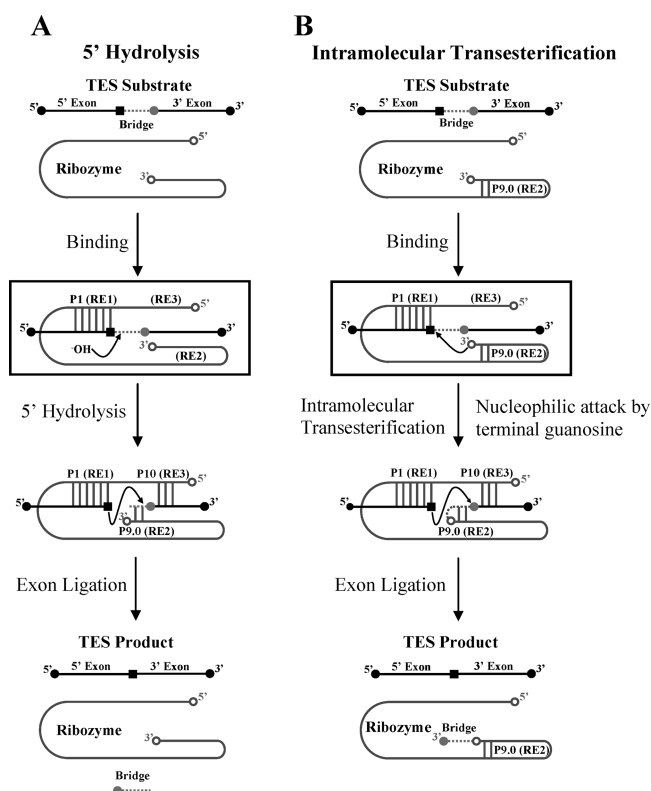 A
5' Hydrolysis
TES Substrate
5' 5' Exon 3' Exon 3'
Bridge
5'
Ribozyme
3'
Binding
P1 (RE1) (RE3) 5'
5' 3'
3'
-OH (RE2)
5' Hydrolysis
P1 (RE1) P10 (RE3) 5'
5' 3'
3'
P9.0 (RE2)
Exon Ligation
TES Product
5' 5' Exon 3' Exon 3'
5'
Ribozyme
3'
Bridge
B
Intramolecular Transesterification
TES Substrate
5' 5' Exon 3' Exon 3'
Bridge
5'
Ribozyme
3'
P9.0 (RE2)
Binding
P1 (RE1) (RE3) 5'
5' 3'
3'
P9.0 (RE2)
Intramolecular
Transesterification
Nucleophilic attack by
terminal guanosine
P1 (RE1) P10 (RE3) 5'
5' 3'
3'
P9.0 (RE2)
Exon Ligation
TES Product
5' 5' Exon 3' Exon 3'
5'
Ribozyme Bridge
3'
P9.0 (RE2)